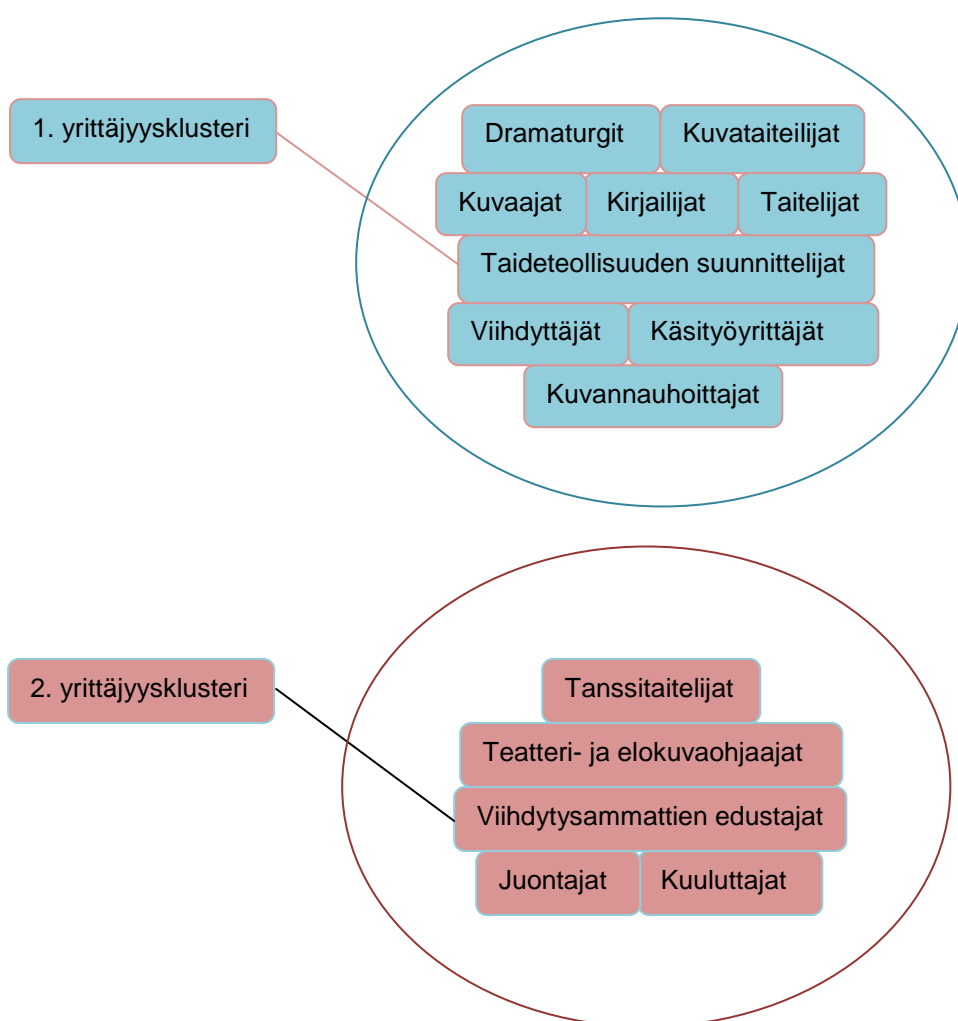 1. yrittäjyysklusteri
Dramaturgit
Kuvataiteilijat
Kuvaajat
Kirjailijat
Taitelijat
Taideteollisuuden suunnittelijat
Viihdyttäjät
Käsityöyrittäjät
Kuvannauhoittajat
2. yrittäjyysklusteri
Tanssitaitelijat
Teatteri- ja elokuvaohjaajat
Viihdytysammattien edustajat
Juontajat
Kuuluttajat